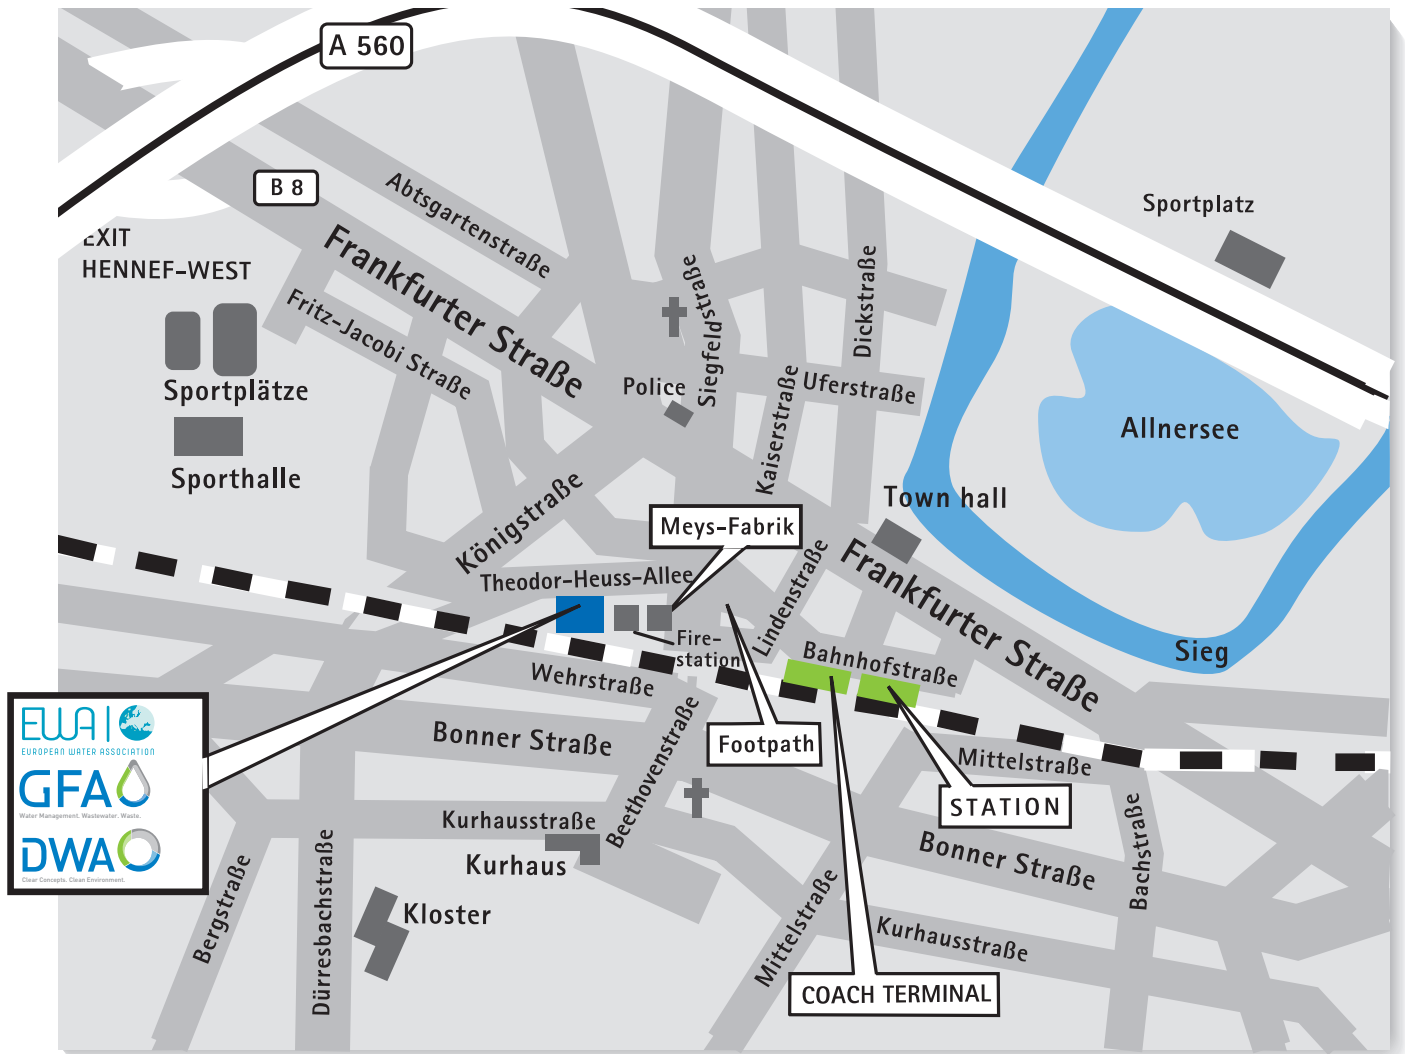 A 560
B 8
Abtsgartenstraße
Sportplatz
EXIT
HENNEF-WEST
Frankfurter Straße
Siegfeldstraße
Dickstraße
Fritz-Jacobi Straße
Sportplätze
Police
Kaiserstraße
Uferstraße
Allnersee
Sporthalle
Königstraße
Town hall
Meys-Fabrik
Theodor-Heuss-Allee
Lindenstraße
Frankfurter Straße
Fire-
station
Bahnhofstraße
Sieg
Wehrstraße
EWA
EUROPEAN WATER ASSOCIATION
GFA
Water Management. Wastewater. Waste.
DWA
Clear Concepts. Clean Environment.
Bonner Straße
Beethovenstraße
Footpath
Mittelstraße
STATION
Kurhausstraße
Kurhaus
Bonner Straße
Bachstraße
Bergstraße
Dürresbachstraße
Kloster
Mittelstraße
Kurhausstraße
COACH TERMINAL